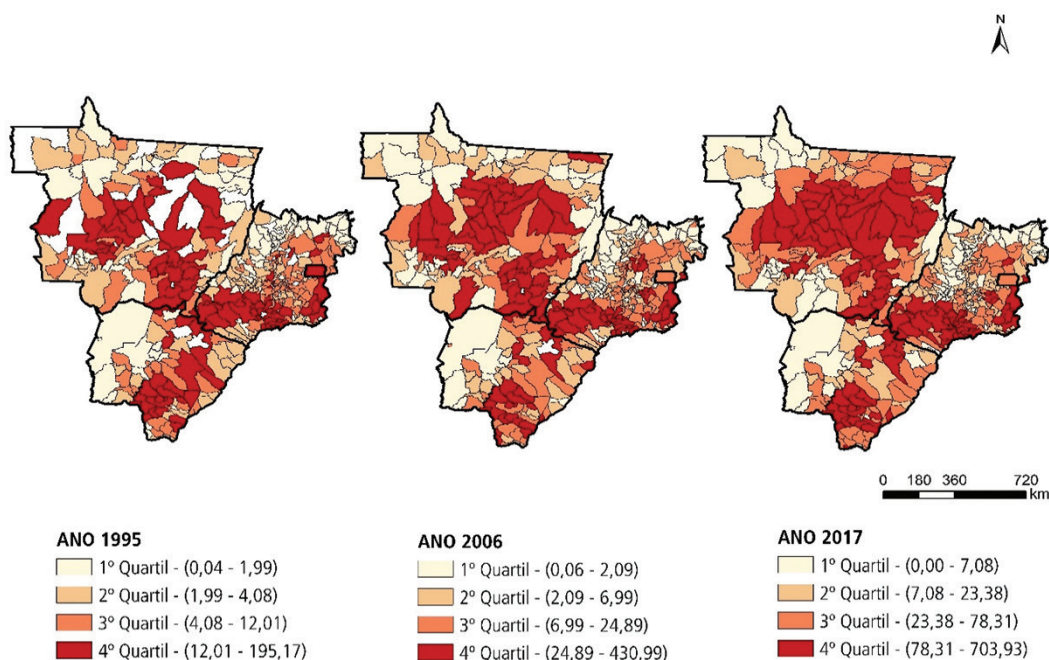 N
0 180 360 720
km
ANO 1995
1º Quartil - (0,04 - 1,99)
2º Quartil - (1,99 - 4,08)
3º Quartil - (4,08 - 12,01)
4º Quartil - (12,01 - 195,17)
ANO 2006
1º Quartil - (0,06 - 2,09)
2º Quartil - (2,09 - 6,99)
3º Quartil - (6,99 - 24,89)
4º Quartil - (24,89 - 430,99)
ANO 2017
1º Quartil - (0,00 - 7,08)
2º Quartil - (7,08 - 23,38)
3º Quartil - (23,38 - 78,31)
4º Quartil - (78,31 - 703,93)